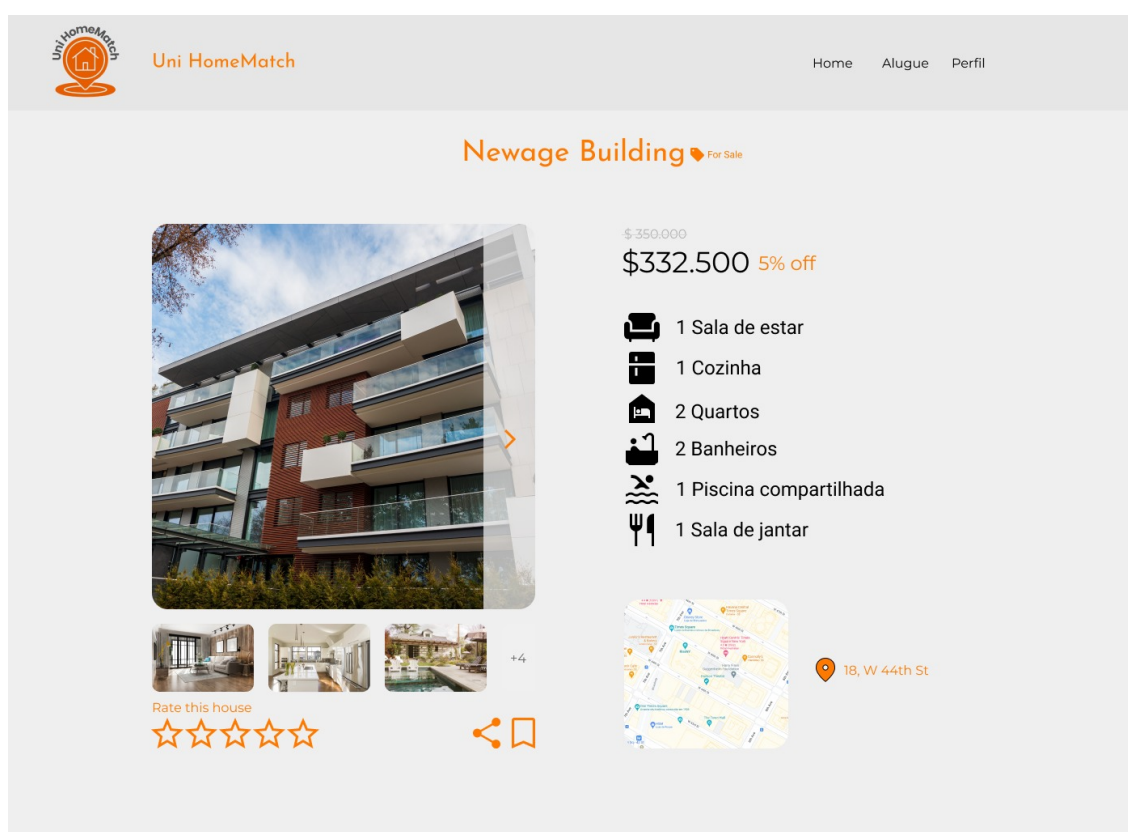 Uni HomeMatch
Uni HomeMatch
Home Alugue Perfil
Newage Building
For Sale
$ 350.000
$332.500 5% off
1 Sala de estar
1 Cozinha
2 Quartos
2 Banheiros
1 Piscina compartilhada
1 Sala de jantar
+4
Rate this house
18, W 44th St